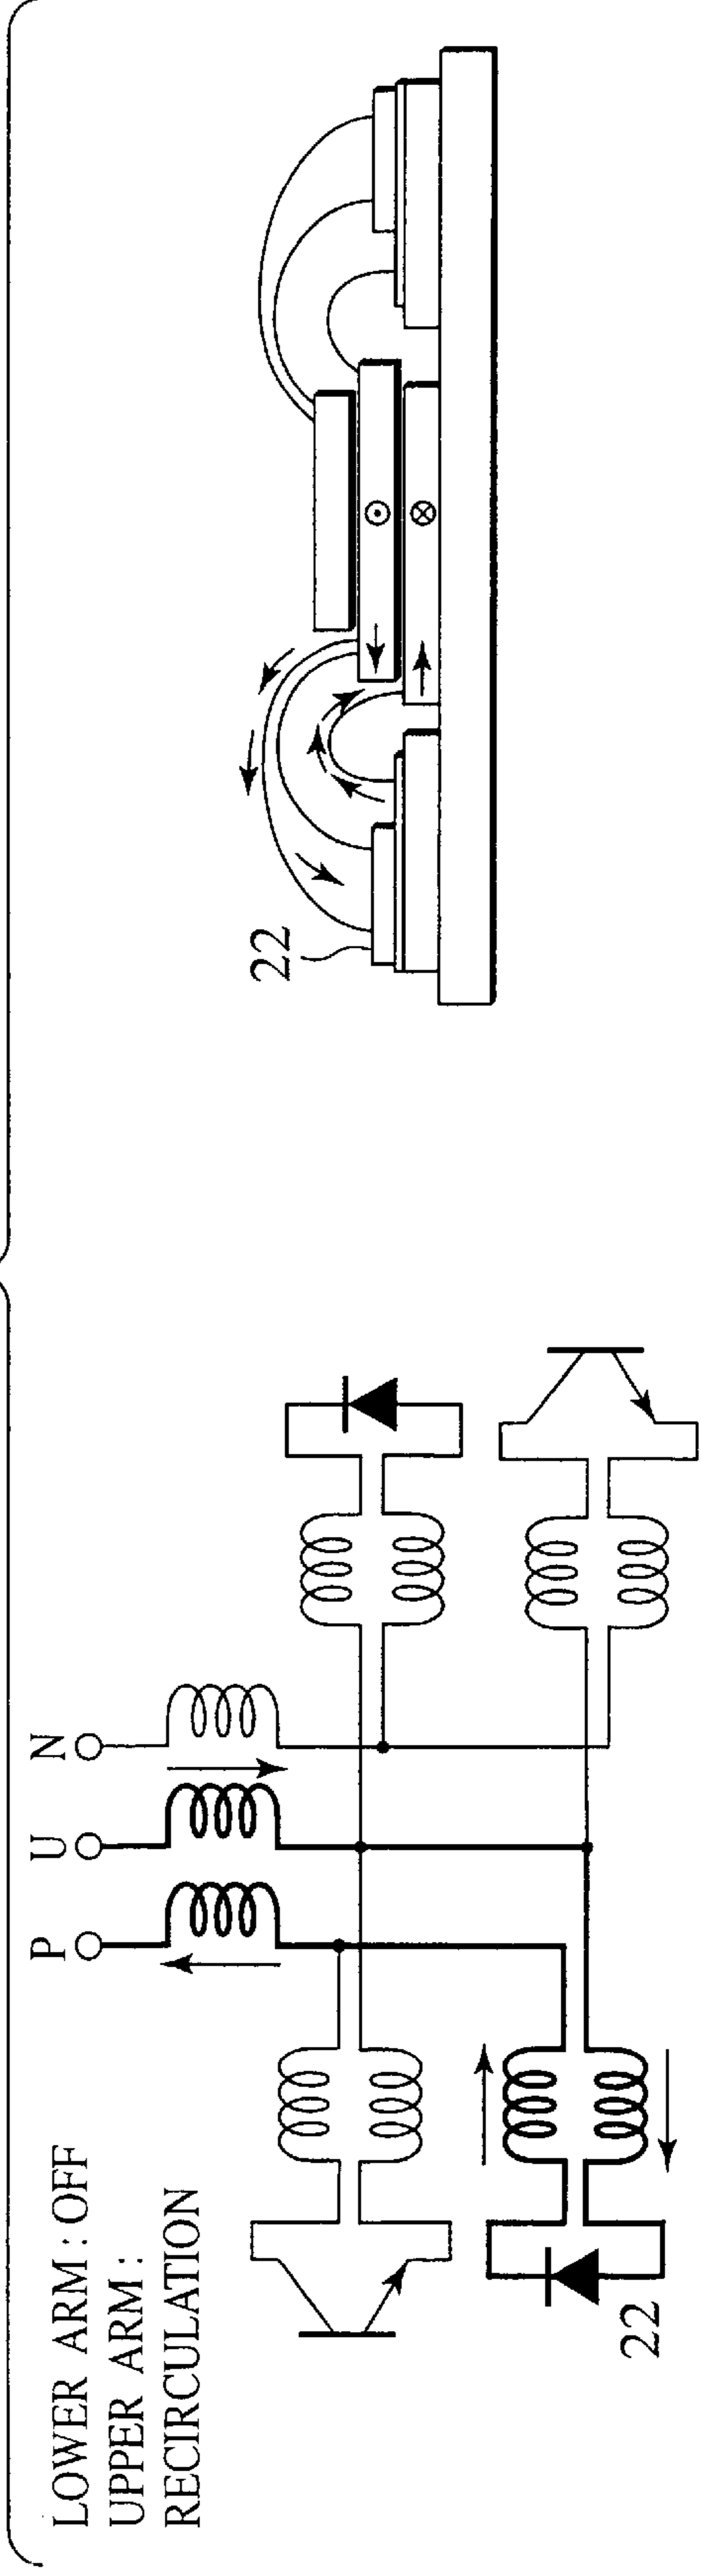 LOWER ARM : OFF
UPPER ARM :
RECIRCULATION
P U N
22
22